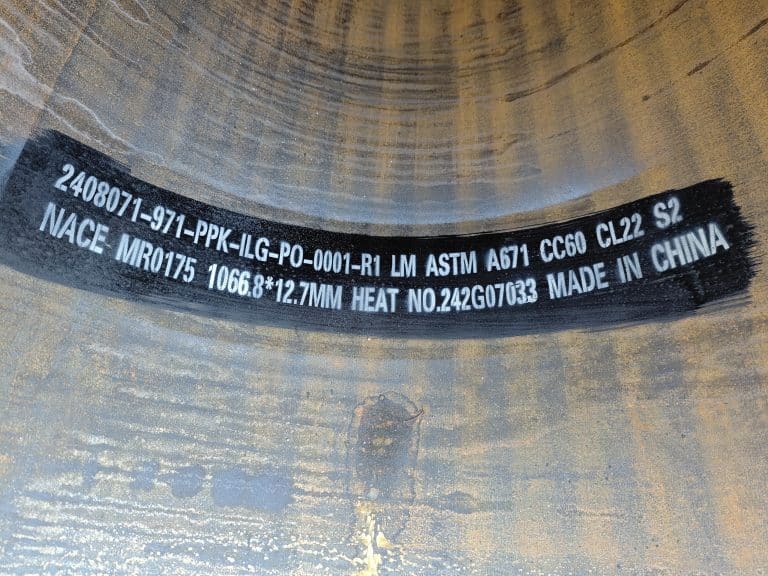 2408071-971-PPK-ILG-PO-0001-R1 LM ASTM A671 CC60 CL22 S2
NACE MR0175 1066.8*12.7MM HEAT NO.242G07033 MADE IN CHINA